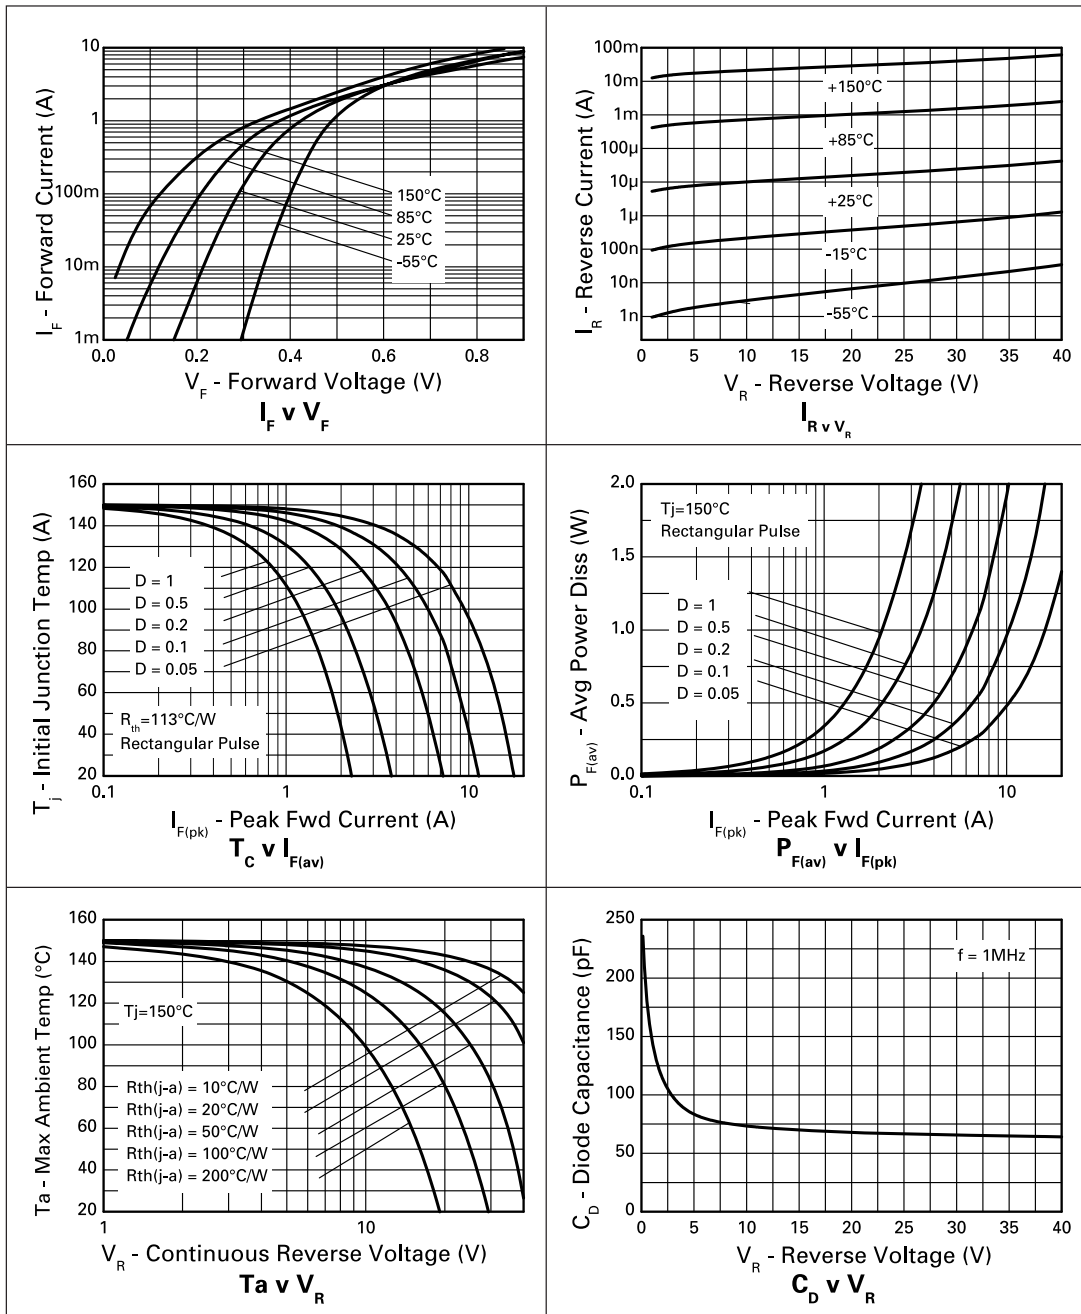 10
1
100m
10m
1m
0.0
0.2
0.4
0.6
0.8
150°C
85°C
25°C
-55°C
I_F - Forward Current (A)
V_F - Forward Voltage (V)
I_F v V_F
100m
10m
1m
100µ
10µ
1µ
100n
10n
1n
0
5
10
15
20
25
30
35
40
+150°C
+85°C
+25°C
-15°C
-55°C
I_R - Reverse Current (A)
V_R - Reverse Voltage (V)
I_R v V_R
160
140
120
100
80
60
40
20
0.1
1
10
D = 1
D = 0.5
D = 0.2
D = 0.1
D = 0.05
R_th=113°C/W
Rectangular Pulse
T_j - Initial Junction Temp (A)
I_F(pk) - Peak Fwd Current (A)
T_C v I_F(av)
2.0
1.5
1.0
0.5
0.0
0.1
1
10
Tj=150°C
Rectangular Pulse
D = 1
D = 0.5
D = 0.2
D = 0.1
D = 0.05
P_F(av) - Avg Power Diss (W)
I_F(pk) - Peak Fwd Current (A)
P_F(av) v I_F(pk)
160
140
120
100
80
60
40
20
1
10
Tj=150°C
Rth(j-a) = 10°C/W
Rth(j-a) = 20°C/W
Rth(j-a) = 50°C/W
Rth(j-a) = 100°C/W
Rth(j-a) = 200°C/W
Ta - Max Ambient Temp (°C)
V_R - Continuous Reverse Voltage (V)
Ta v V_R
250
200
150
100
50
0
0
5
10
15
20
25
30
35
40
f = 1MHz
C_D - Diode Capacitance (pF)
V_R - Reverse Voltage (V)
C_D v V_R